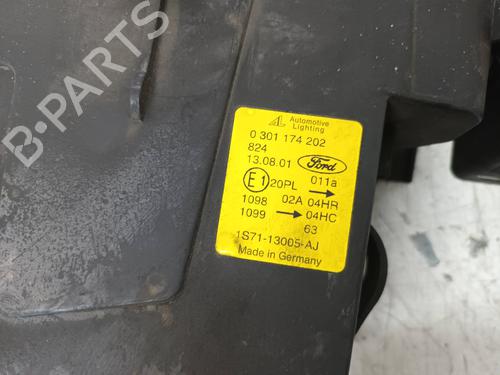 Automotive
Lighting
0 301 174 202
824
13.08.01 Ford
E1 20PL 011a
02A 04HR
1098 04HC
1099 63
1S71-13005-AJ
Made in Germany
B-PARTS